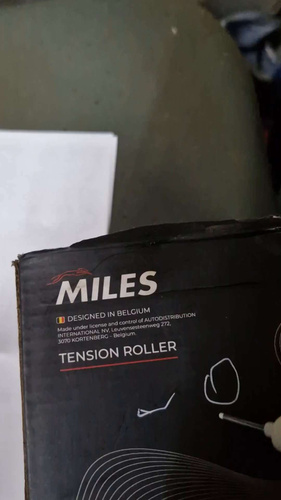 MILES
DESIGNED IN BELGIUM
Made under license and control of AUTODISTRIBUTION
INTERNATIONAL NV. Leuvensesteenweg 272,
3070 KORTENBERG - Belgium.
TENSION ROLLER